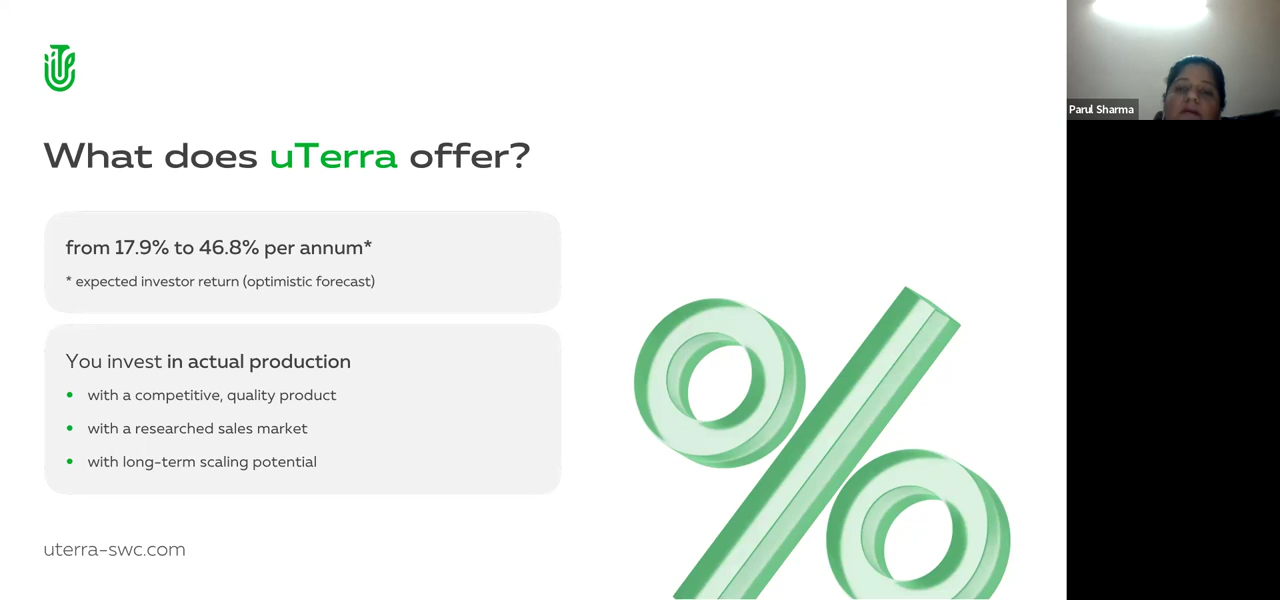 What does uTerra offer?
from 17.9% to 46.8% per annum*
* expected investor return (optimistic forecast)
You invest in actual production
• with a competitive, quality product
• with a researched sales market
• with long-term scaling potential
uterra-swc.com
Parul Sharma